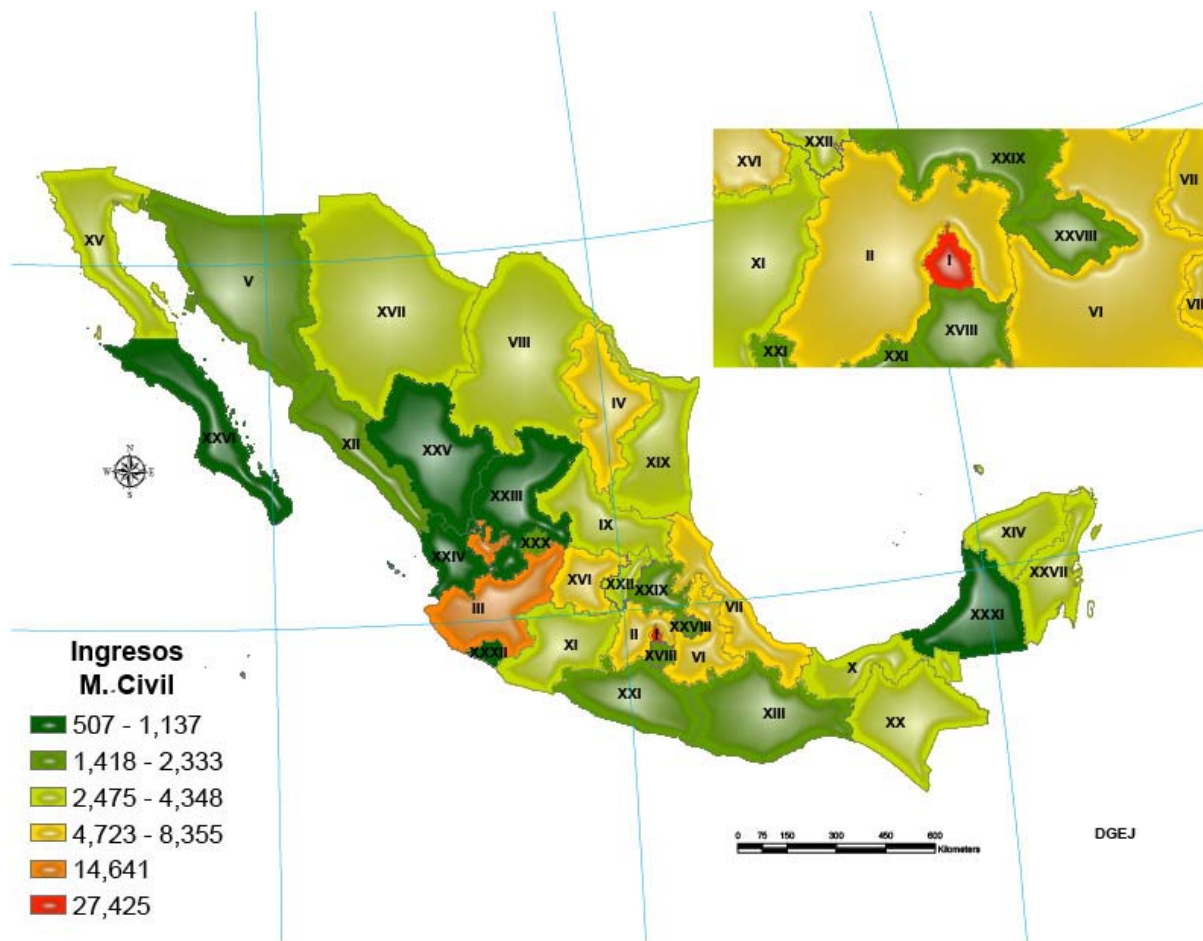 XXII
XVI
XXIX
VII
XXVIII
II
I
XI
VI
VII
XVIII
XXI
XXI
XV
V
XVII
VIII
IV
XII
XXV
XXVI
XIX
XXIII
N
W E
S
IX
XXX
XXIV
XIV
XVI
XXII
XXIX
XXVII
III
VII
XXXI
II
I
XXVIII
XI
XVIII
VI
XXXII
X
XXI
XIII
XX
Ingresos
M. Civil
507 - 1,137
1,418 - 2,333
2,475 - 4,348
4,723 - 8,355
14,641
27,425
0 75 150 300 450 600
Kilometers
DGEJ